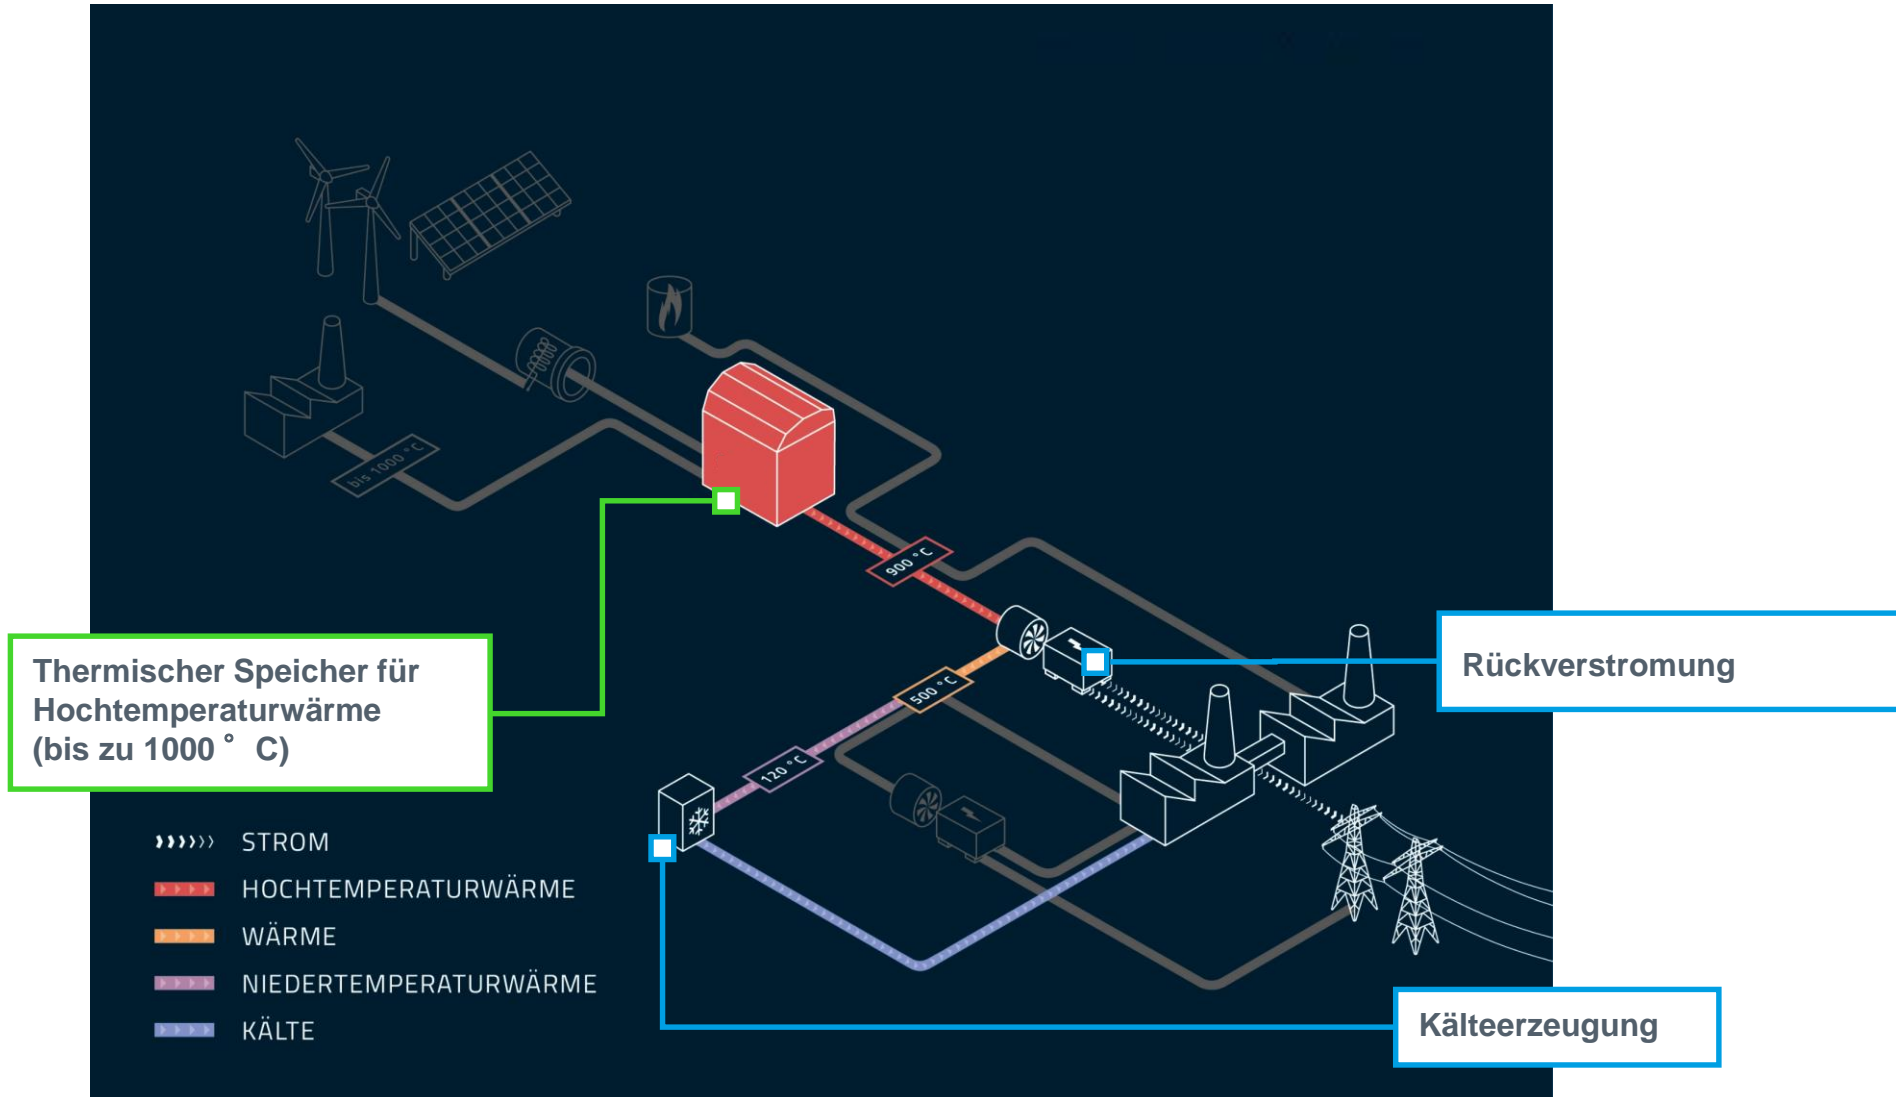 bis 1000 °C
900 °C
Thermischer Speicher für
Hochtemperaturwärme
(bis zu 1000 ° C)
Rückverstromung
500 °C
120 °C
STROM
HOCHTEMPERATURWÄRME
WÄRME
NIEDERTEMPERATURWÄRME
KÄLTE
Kälteerzeugung